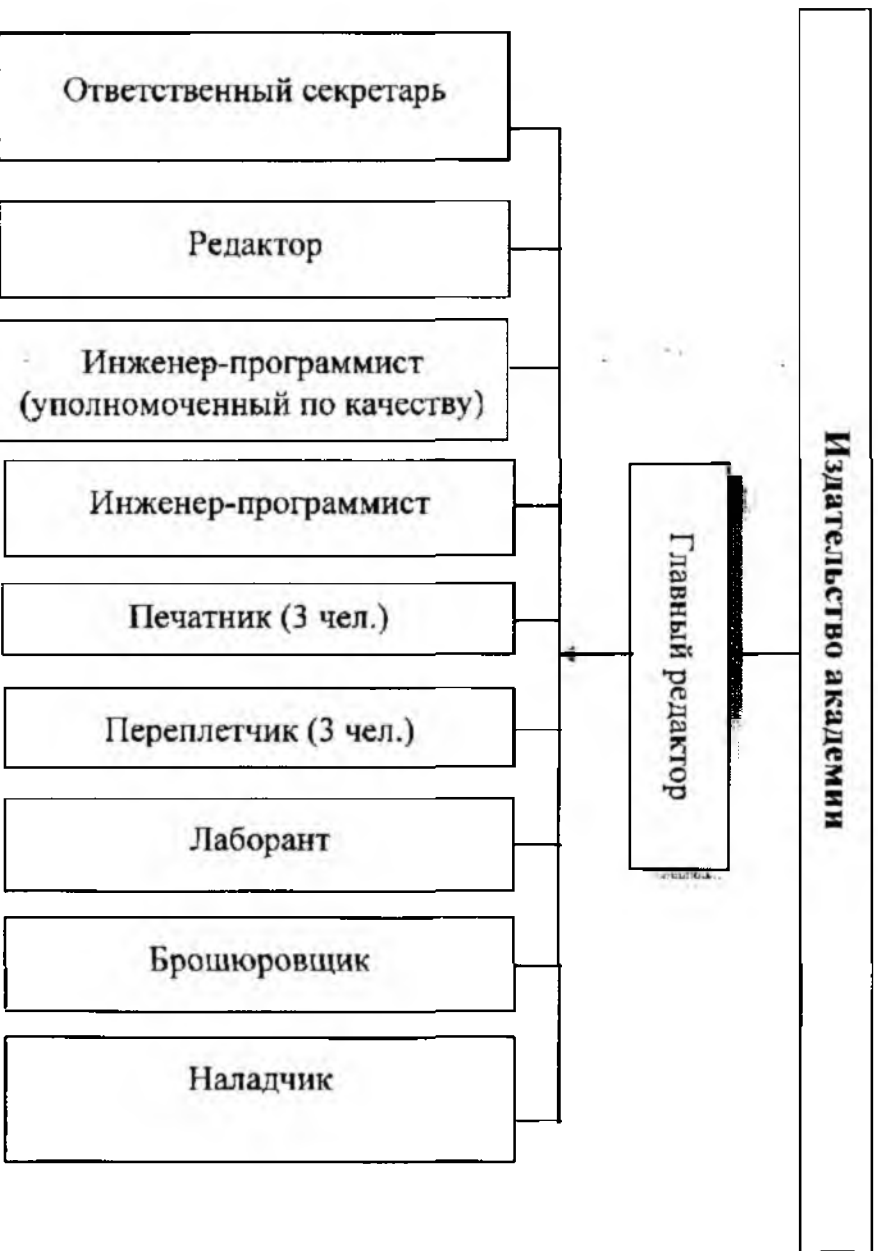 Издательство академии
Главный редактор
Ответственный секретарь
Редактор
Инженер-программист
(уполномоченный по качеству)
Инженер-программист
Печатник (3 чел.)
Переплетчик (3 чел.)
Лаборант
Брошюровщик
Наладчик